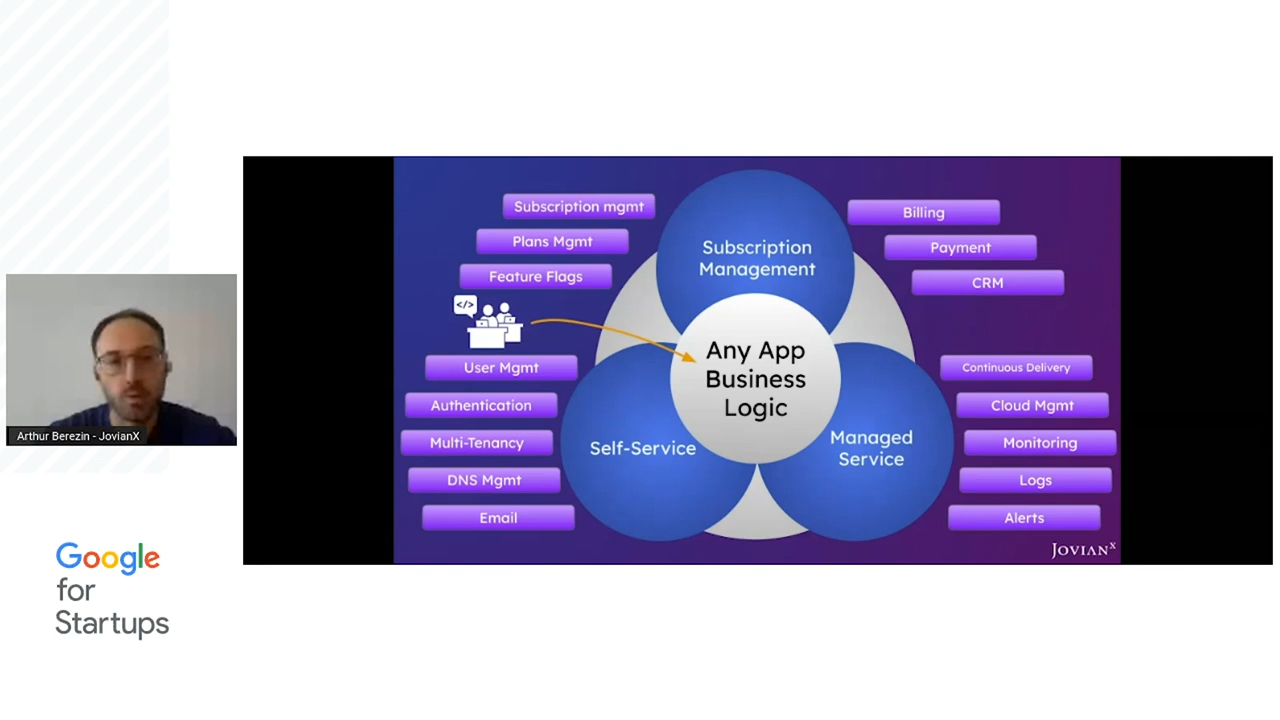 Subscription mgmt
Plans Mgmt
Feature Flags
</>
User Mgmt
Authentication
Multi-Tenancy
DNS Mgmt
Email
Subscription
Management
Any App
Business
Logic
Self-Service
Managed
Service
Billing
Payment
CRM
Continuous Delivery
Cloud Mgmt
Monitoring
Logs
Alerts
JOVIANX
Arthur Berezin - JovianX
Google
for
Startups